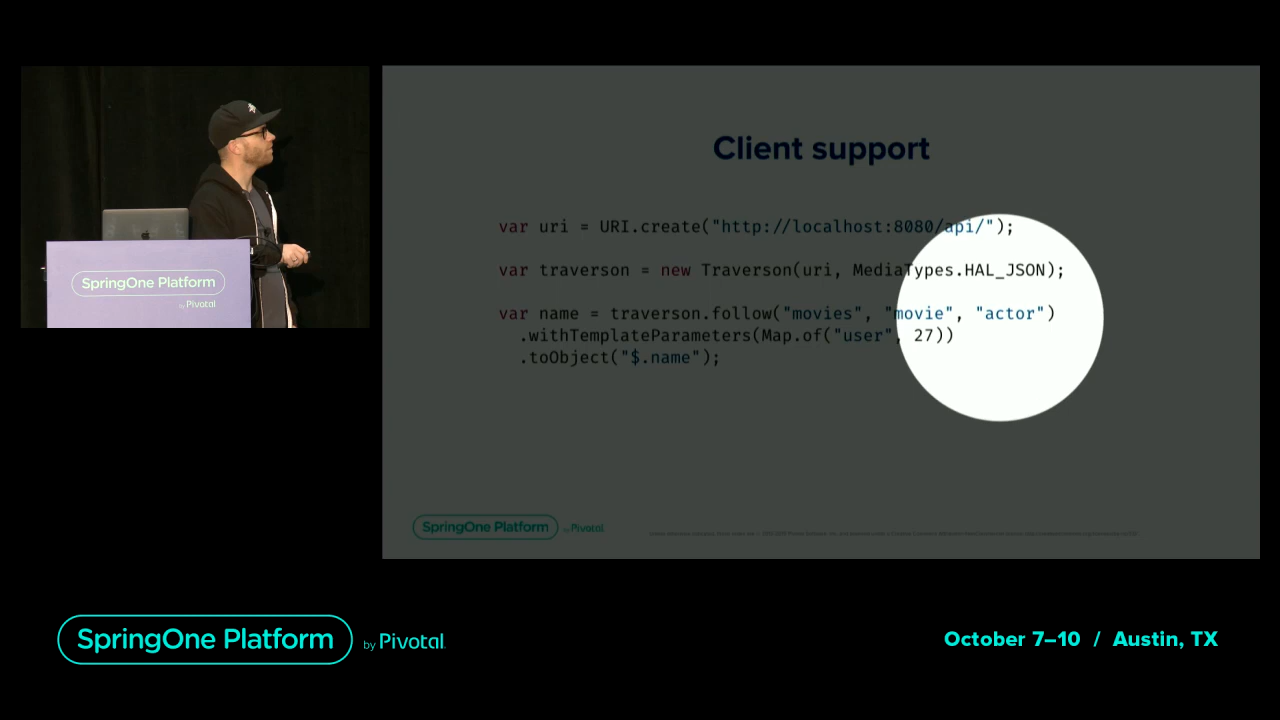 Client support
var uri = URI.create("http://localhost:8080/api/");
var traverson = new Traverson(uri, MediaTypes.HAL_JSON);
var name = traverson.follow("movies", "movie", "actor")
.withTemplateParameters(Map.of("user", 27))
.toObject("$.name");
SpringOne Platform by Pivotal
SpringOne Platform
by Pivotal
SpringOne Platform by Pivotal
October 7–10 / Austin, TX